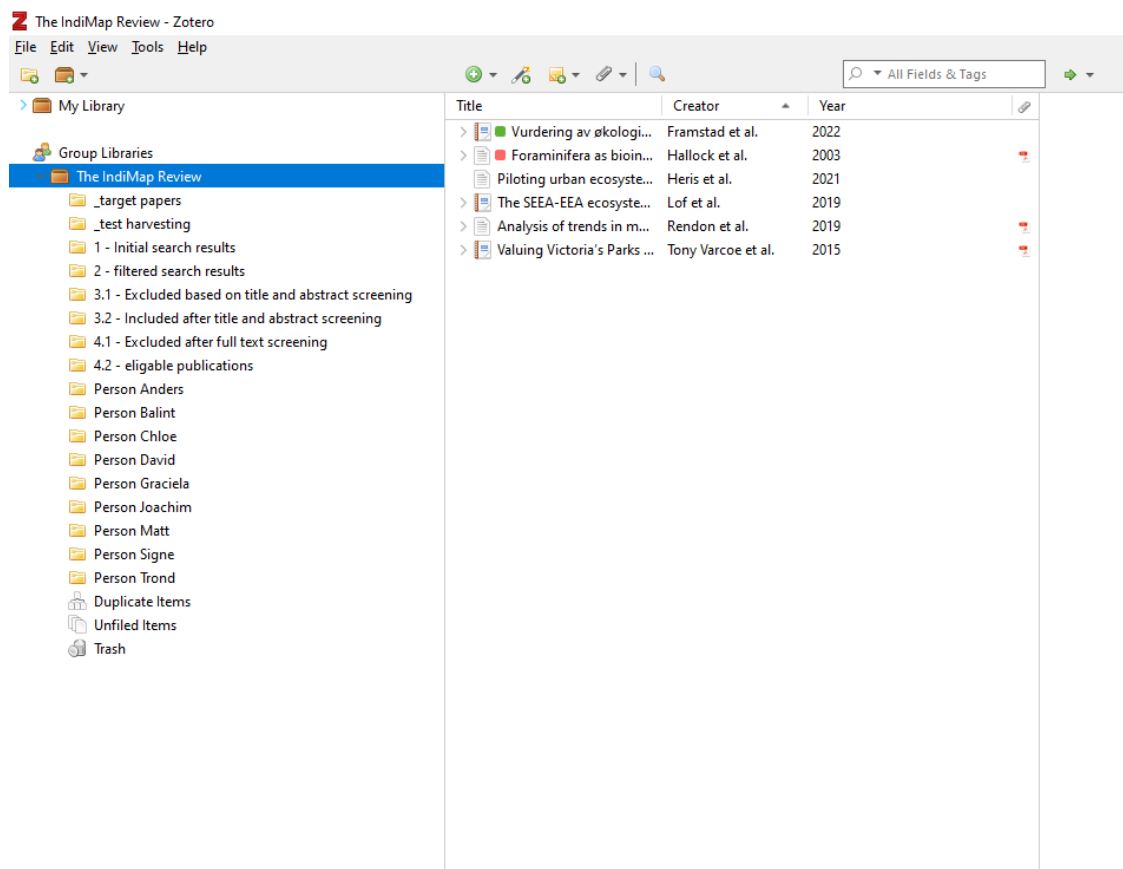 The IndiMap Review - Zotero
File Edit View Tools Help
All Fields & Tags
My Library
Group Libraries
The IndiMap Review
_target papers
_test harvesting
1 - Initial search results
2 - filtered search results
3.1 - Excluded based on title and abstract screening
3.2 - Included after title and abstract screening
4.1 - Excluded after full text screening
4.2 - eligable publications
Person Anders
Person Balint
Person Chloe
Person David
Person Graciela
Person Joachim
Person Matt
Person Signe
Person Trond
Duplicate Items
Unfiled Items
Trash
Title Creator Year
Vurdering av økologi... Framstad et al. 2022
Foraminifera as bioin... Hallock et al. 2003
Piloting urban ecosyste... Heris et al. 2021
The SEEA-EEA ecosyste... Lof et al. 2019
Analysis of trends in m... Rendon et al. 2019
Valuing Victoria's Parks ... Tony Varcoe et al. 2015